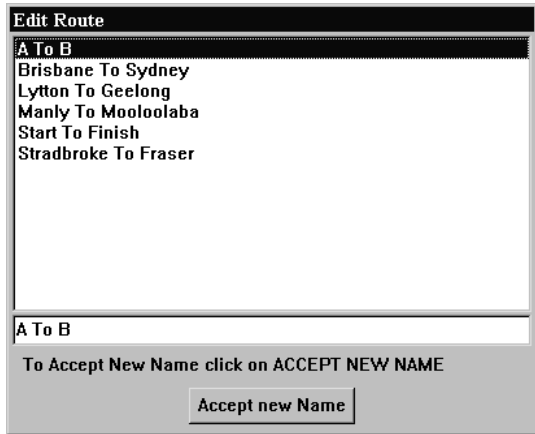 Edit Route
A To B
Brisbane To Sydney
Lytton To Geelong
Manly To Mooloolaba
Start To Finish
Stradbroke To Fraser
A To B
To Accept New Name click on ACCEPT NEW NAME
Accept new Name